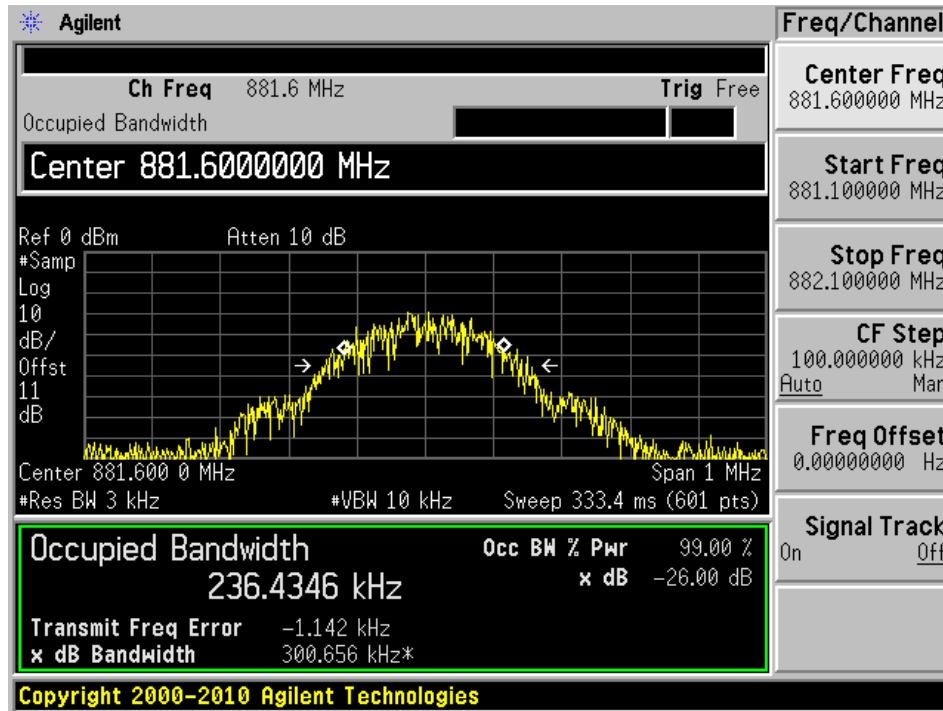 Agilent
Freq/Channel
Ch Freq 881.6 MHz Trig Free
Occupied Bandwidth
Center 881.6000000 MHz
Center Freq
881.600000 MHz
Start Freq
881.100000 MHz
Stop Freq
882.100000 MHz
CF Step
100.000000 kHz
Auto Man
Freq Offset
0.00000000 Hz
Signal Track
On Off
Ref 0 dBm Atten 10 dB
#Samp
Log
10
dB/
Offst
11
dB
Center 881.600 0 MHz Span 1 MHz
#Res BW 3 kHz #VBW 10 kHz Sweep 333.4 ms (601 pts)
Occupied Bandwidth Occ BW % Pwr 99.00 %
236.4346 kHz x dB -26.00 dB
Transmit Freq Error -1.142 kHz
x dB Bandwidth 300.656 kHz*
Copyright 2000-2010 Agilent Technologies